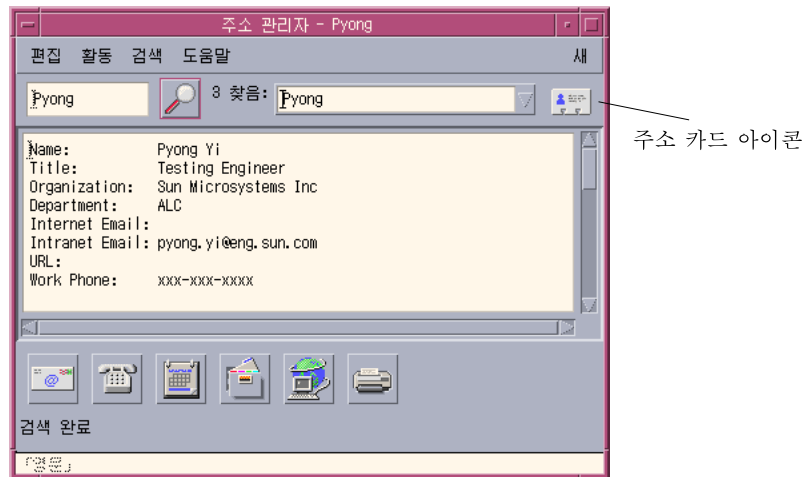 주소 관리자 - Pyong
편집 활동 검색 도움말 새
Pyong 3 찾음: Pyong
주소 카드 아이콘
Name: Pyong Yi
Title: Testing Engineer
Organization: Sun Microsystems Inc
Department: ALC
Internet Email:
Intranet Email: pyong.yi@eng.sun.com
URL:
Work Phone: xxx-xxx-xxxx
@
검색 완료
「영문」